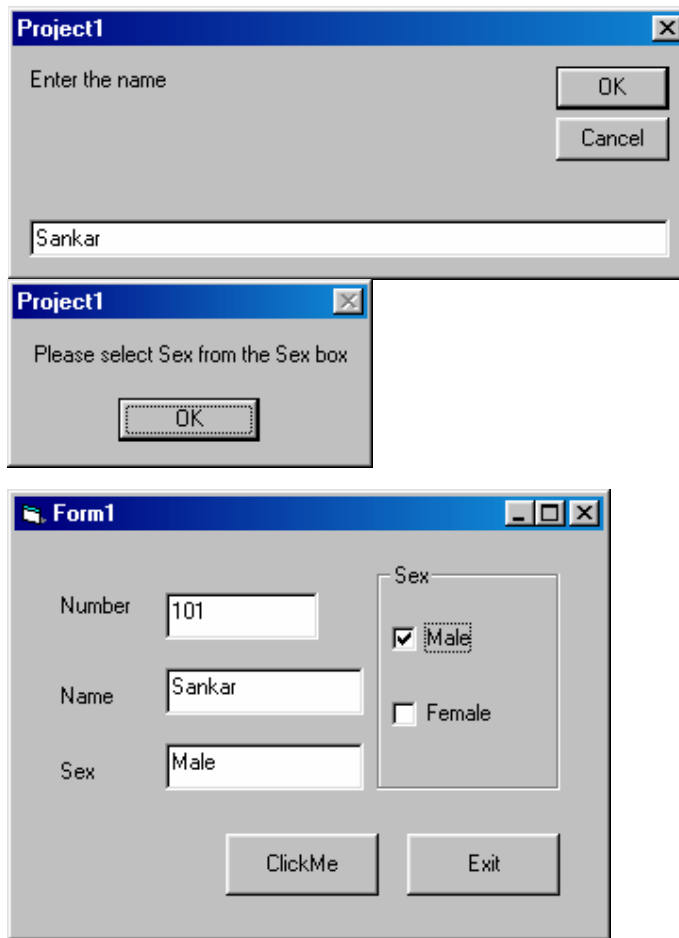 Project1
Enter the name
OK
Cancel
Sankar
Project1
Please select Sex from the Sex box
OK
Form1
Sex
Number 101
Male
Name Sankar
Female
Sex Male
ClickMe Exit